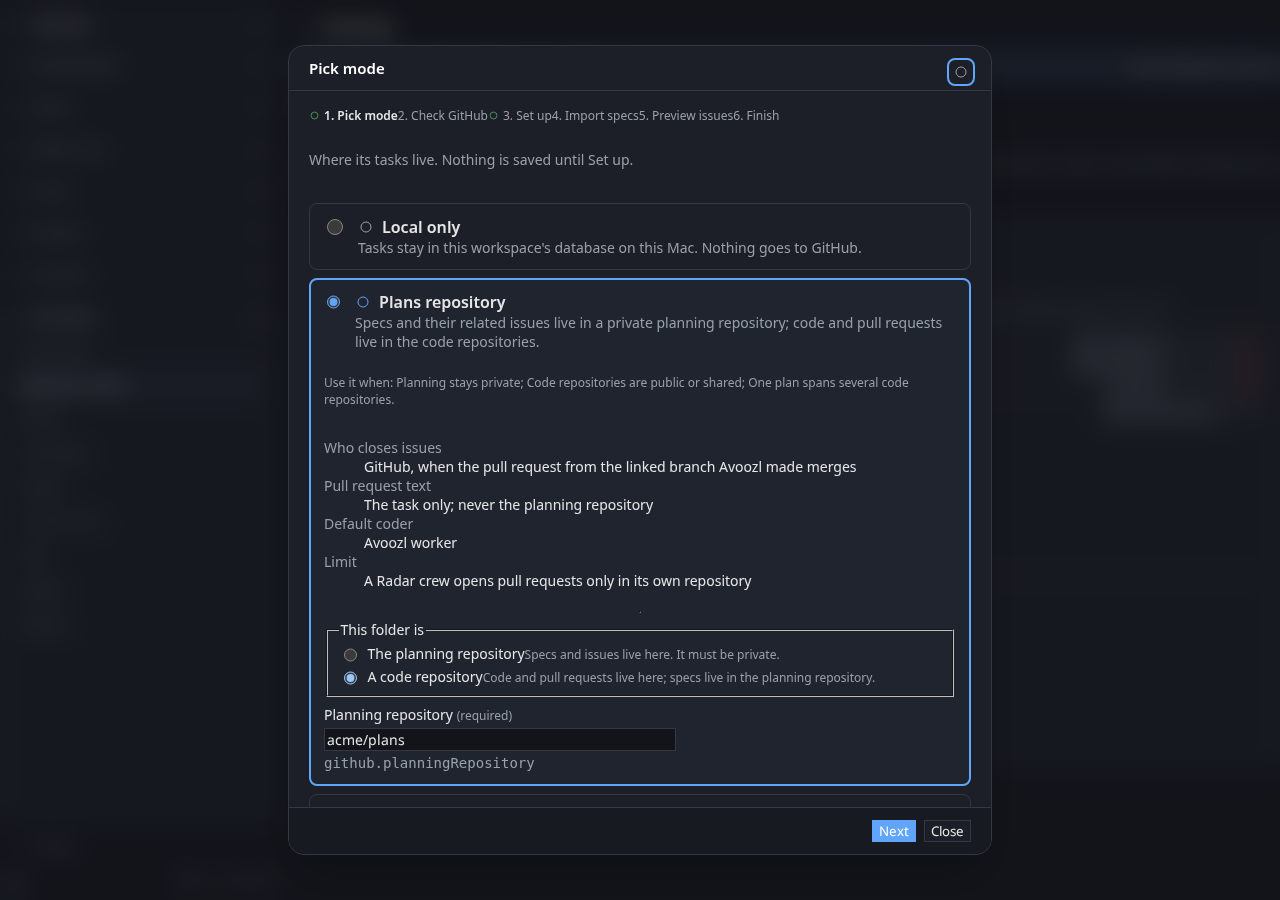 Pick mode
1. Pick mode2. Check GitHub 3. Set up4. Import specs5. Preview issues6. Finish
Where its tasks live. Nothing is saved until Set up.
Local only
Tasks stay in this workspace's database on this Mac. Nothing goes to GitHub.
Plans repository
Specs and their related issues live in a private planning repository; code and pull requests
live in the code repositories.
Use it when: Planning stays private; Code repositories are public or shared; One plan spans several code
repositories.
Who closes issues
GitHub, when the pull request from the linked branch Avoozl made merges
Pull request text
The task only; never the planning repository
Default coder
Avoozl worker
Limit
A Radar crew opens pull requests only in its own repository
This folder is
The planning repositorySpecs and issues live here. It must be private.
A code repositoryCode and pull requests live here; specs live in the planning repository.
Planning repository (required)
acme/plans
github.planningRepository
Next Close